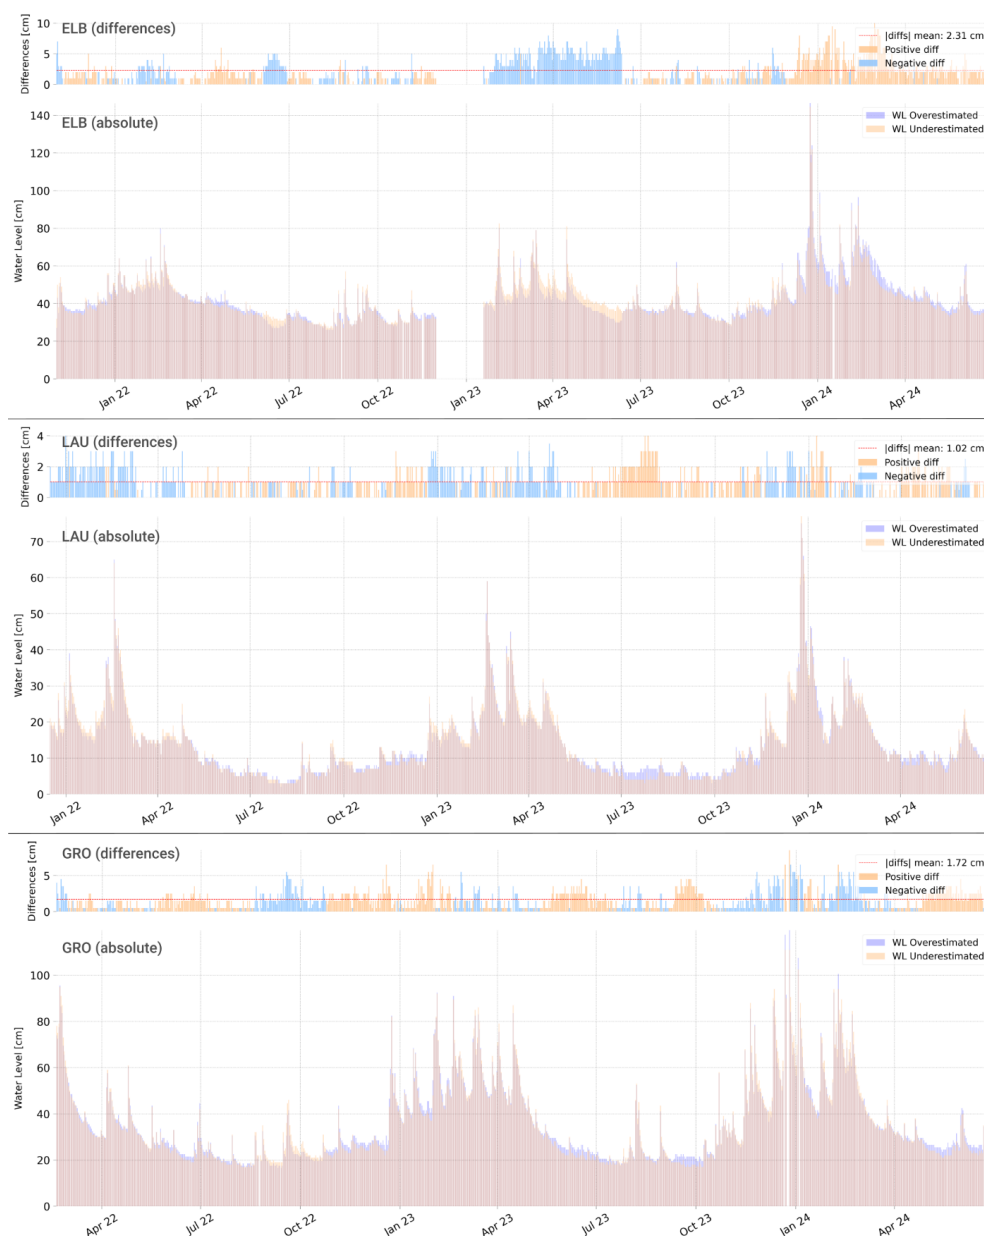 ELB (differences)
Differences [cm]
10
5
0
|diffs| mean: 2.31 cm
Positive diff
Negative diff
ELB (absolute)
Water Level [cm]
140
120
100
80
60
40
20
0
WL Overestimated
WL Underestimated
Jan 22
Apr 22
Jul 22
Oct 22
Jan 23
Apr 23
Jul 23
Oct 23
Jan 24
Apr 24
LAU (differences)
Differences [cm]
4
2
0
|diffs| mean: 1.02 cm
Positive diff
Negative diff
LAU (absolute)
Water Level [cm]
70
60
50
40
30
20
10
0
WL Overestimated
WL Underestimated
Jan 22
Apr 22
Jul 22
Oct 22
Jan 23
Apr 23
Jul 23
Oct 23
Jan 24
Apr 24
GRO (differences)
Differences [cm]
5
0
|diffs| mean: 1.72 cm
Positive diff
Negative diff
GRO (absolute)
Water Level [cm]
100
80
60
40
20
0
WL Overestimated
WL Underestimated
Apr 22
Jul 22
Oct 22
Jan 23
Apr 23
Jul 23
Oct 23
Jan 24
Apr 24